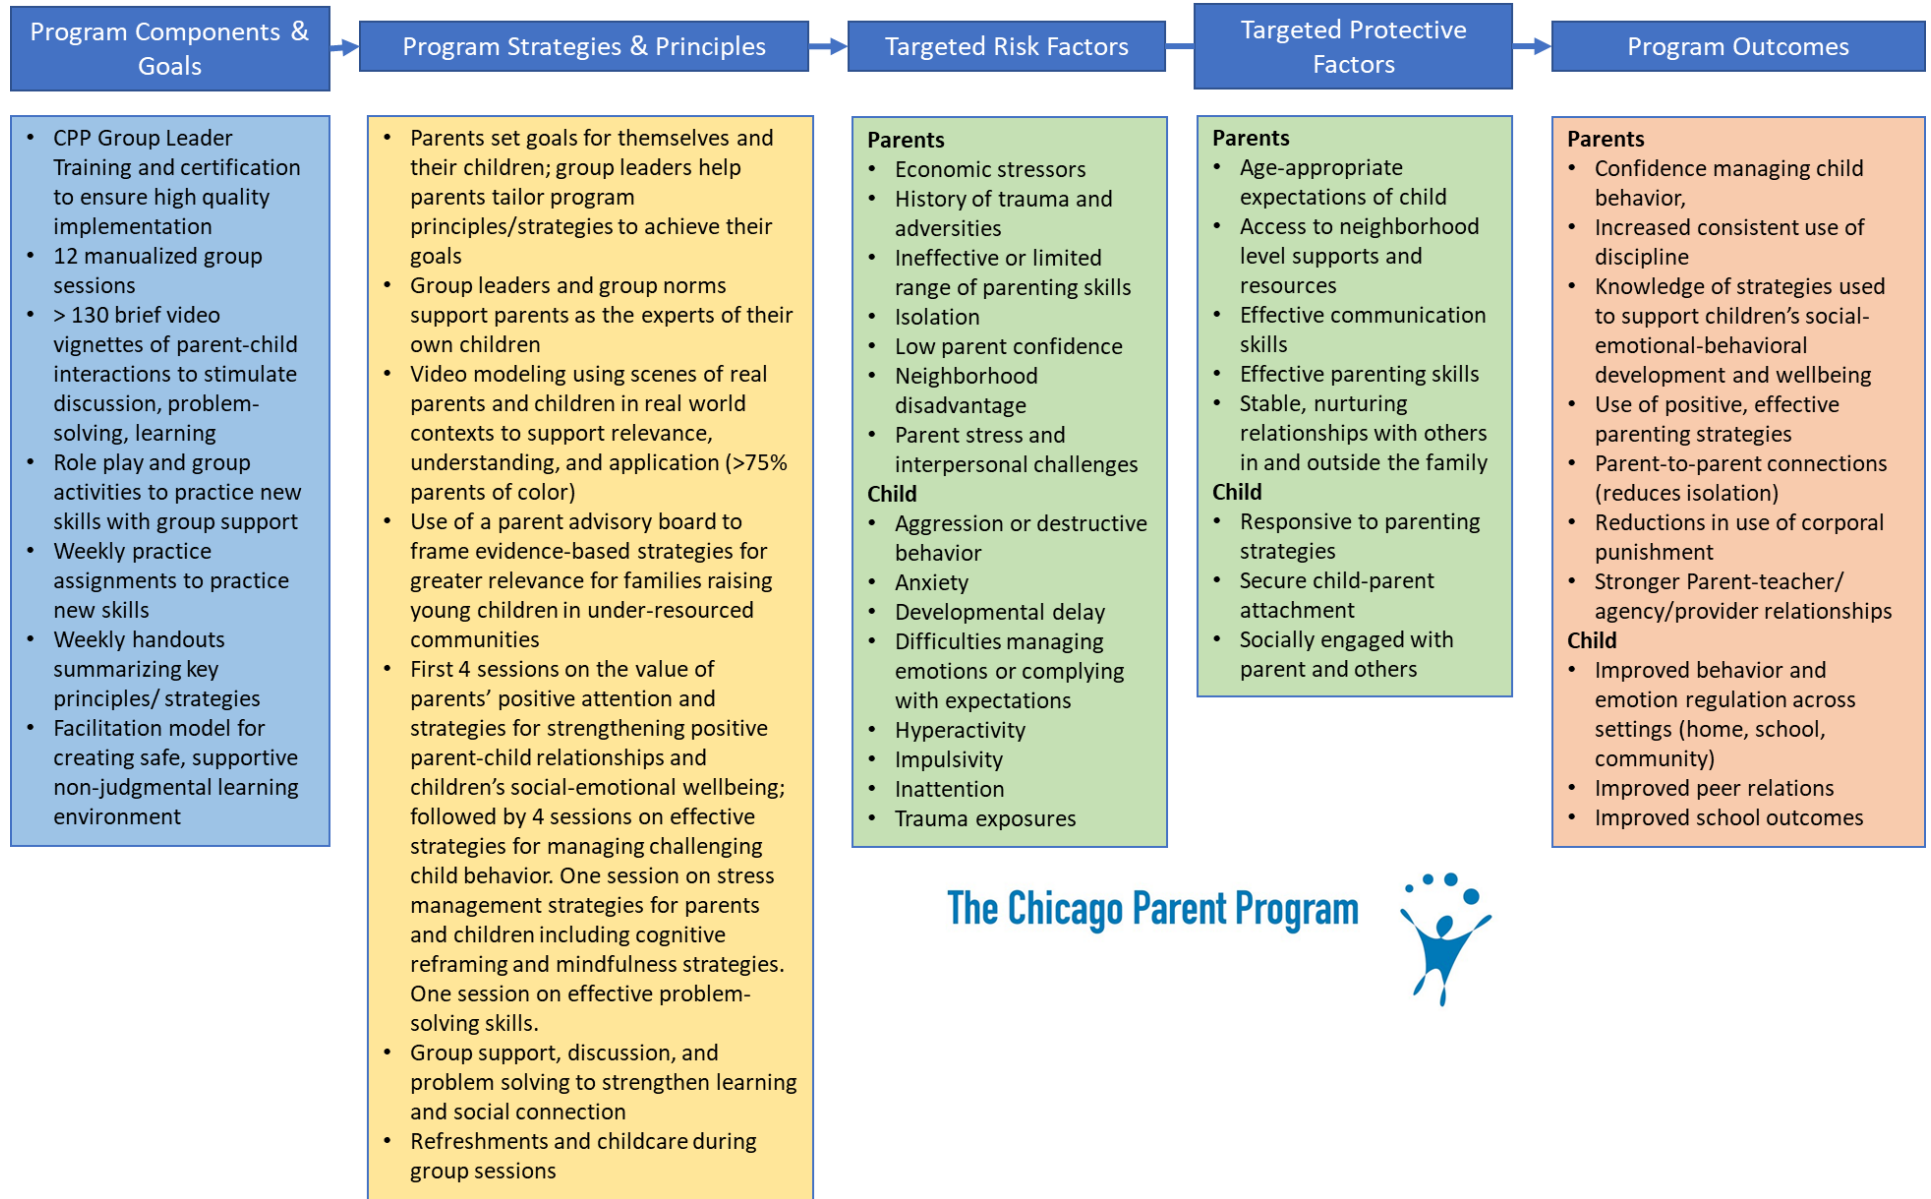 Program Components &
Goals
Program Strategies & Principles
Targeted Risk Factors
Targeted Protective
Factors
Program Outcomes
• CPP Group Leader
Training and certification
to ensure high quality
implementation
• 12 manualized group
sessions
• > 130 brief video
vignettes of parent-child
interactions to stimulate
discussion, problem-
solving, learning
• Role play and group
activities to practice new
skills with group support
• Weekly practice
assignments to practice
new skills
• Weekly handouts
summarizing key
principles/ strategies
• Facilitation model for
creating safe, supportive
non-judgmental learning
environment
• Parents set goals for themselves and
their children; group leaders help
parents tailor program
principles/strategies to achieve their
goals
• Group leaders and group norms
support parents as the experts of their
own children
• Video modeling using scenes of real
parents and children in real world
contexts to support relevance,
understanding, and application (>75%
parents of color)
• Use of a parent advisory board to
frame evidence-based strategies for
greater relevance for families raising
young children in under-resourced
communities
• First 4 sessions on the value of
parents’ positive attention and
strategies for strengthening positive
parent-child relationships and
children’s social-emotional wellbeing;
followed by 4 sessions on effective
strategies for managing challenging
child behavior. One session on stress
management strategies for parents
and children including cognitive
reframing and mindfulness strategies.
One session on effective problem-
solving skills.
• Group support, discussion, and
problem solving to strengthen learning
and social connection
• Refreshments and childcare during
group sessions
Parents
• Economic stressors
• History of trauma and
adversities
• Ineffective or limited
range of parenting skills
• Isolation
• Low parent confidence
• Neighborhood
disadvantage
• Parent stress and
interpersonal challenges
Child
• Aggression or destructive
behavior
• Anxiety
• Developmental delay
• Difficulties managing
emotions or complying
with expectations
• Hyperactivity
• Impulsivity
• Inattention
• Trauma exposures
Parents
• Age-appropriate
expectations of child
• Access to neighborhood
level supports and
resources
• Effective communication
skills
• Effective parenting skills
• Stable, nurturing
relationships with others
in and outside the family
Child
• Responsive to parenting
strategies
• Secure child-parent
attachment
• Socially engaged with
parent and others
Parents
• Confidence managing child
behavior,
• Increased consistent use of
discipline
• Knowledge of strategies used
to support children’s social-
emotional-behavioral
development and wellbeing
• Use of positive, effective
parenting strategies
• Parent-to-parent connections
(reduces isolation)
• Reductions in use of corporal
punishment
• Stronger Parent-teacher/
agency/provider relationships
Child
• Improved behavior and
emotion regulation across
settings (home, school,
community)
• Improved peer relations
• Improved school outcomes
The Chicago Parent Program